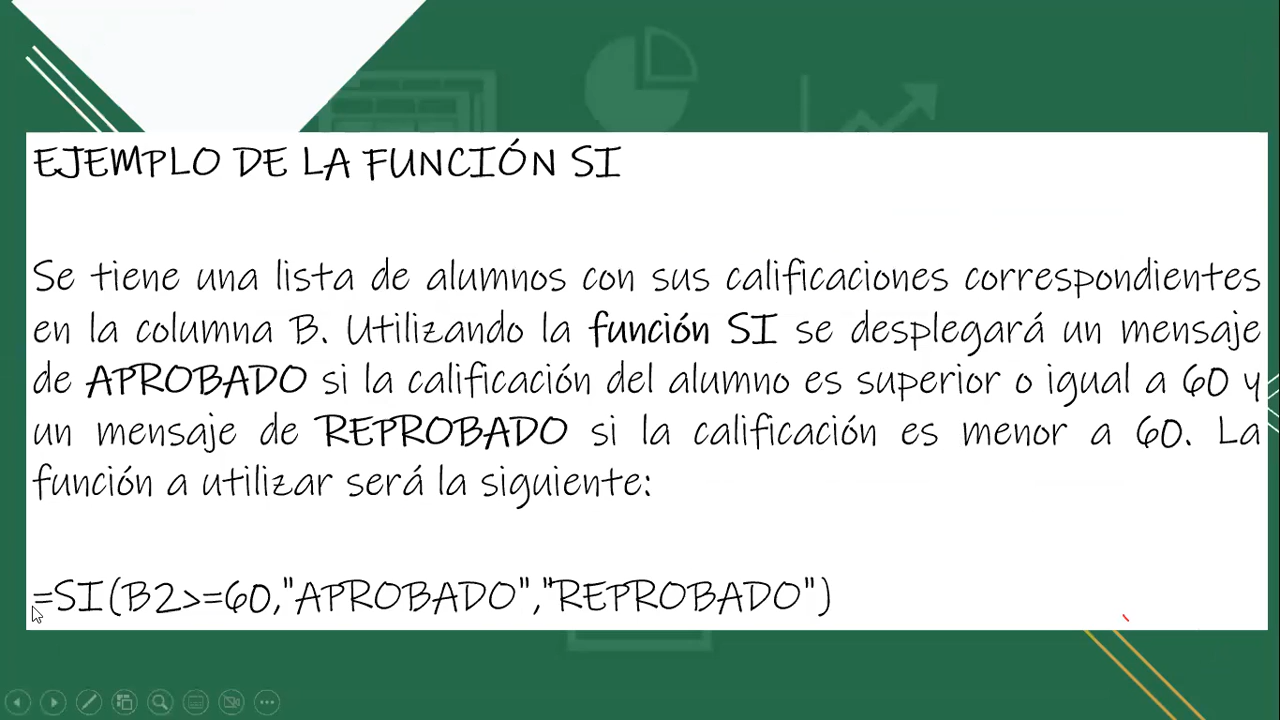 EJEMPLO DE LA FUNCIÓN SI
Se tiene una lista de alumnos con sus calificaciones correspondientes
en la columna B. Utilizando la función SI se desplegará un mensaje
de APROBADO si la calificación del alumno es superior o igual a 60 y
un mensaje de REPROBADO si la calificación es menor a 60. La
función a utilizar será la siguiente:
=SI(B2>=60,"APROBADO","REPROBADO")